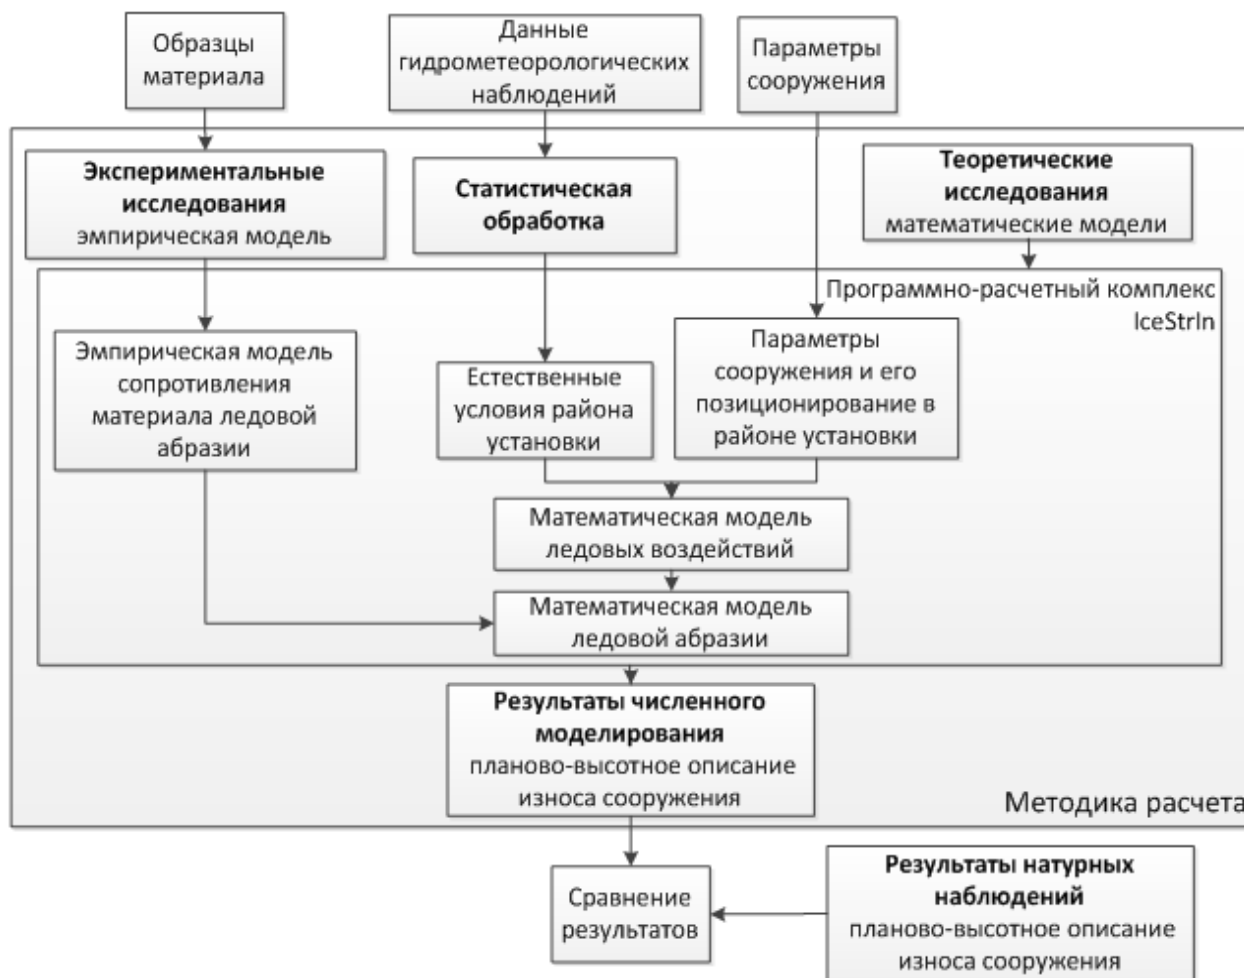 Образцы
материала
Данные
гидрометеорологических
наблюдений
Параметры
сооружения
Экспериментальные
исследования
эмпирическая модель
Статистическая
обработка
Теоретические
исследования
математические модели
Программно-расчетный комплекс
IceStrIn
Эмпирическая модель
сопротивления
материала ледовой
абразии
Естественные
условия района
установки
Параметры
сооружения и его
позиционирование в
районе установки
Математическая модель
ледовых воздействий
Математическая модель
ледовой абразии
Результаты численного
моделирования
планово-высотное описание
износа сооружения
Методика расчета
Сравнение
результатов
Результаты натурных
наблюдений
планово-высотное описание
износа сооружения